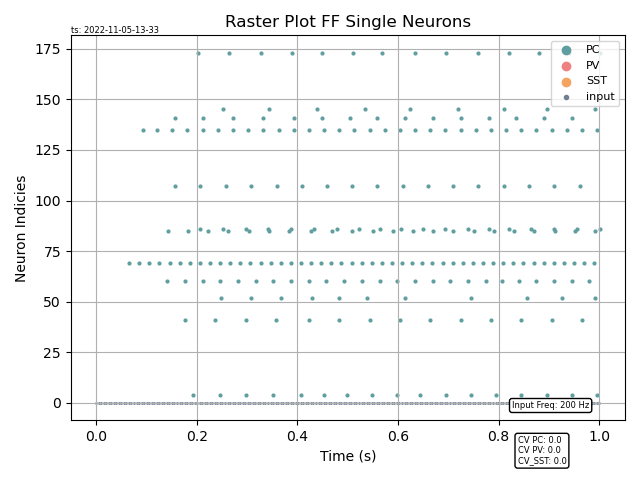 Raster Plot FF Single Neurons
ts: 2022-11-05-13-33
PC
PV
SST
input
175
150
125
100
75
50
25
0
Neuron Indicies
Input Freq: 200 Hz
0.0 0.2 0.4 0.6 0.8 1.0
Time (s)
CV PC: 0.0
CV PV: 0.0
CV_SST: 0.0